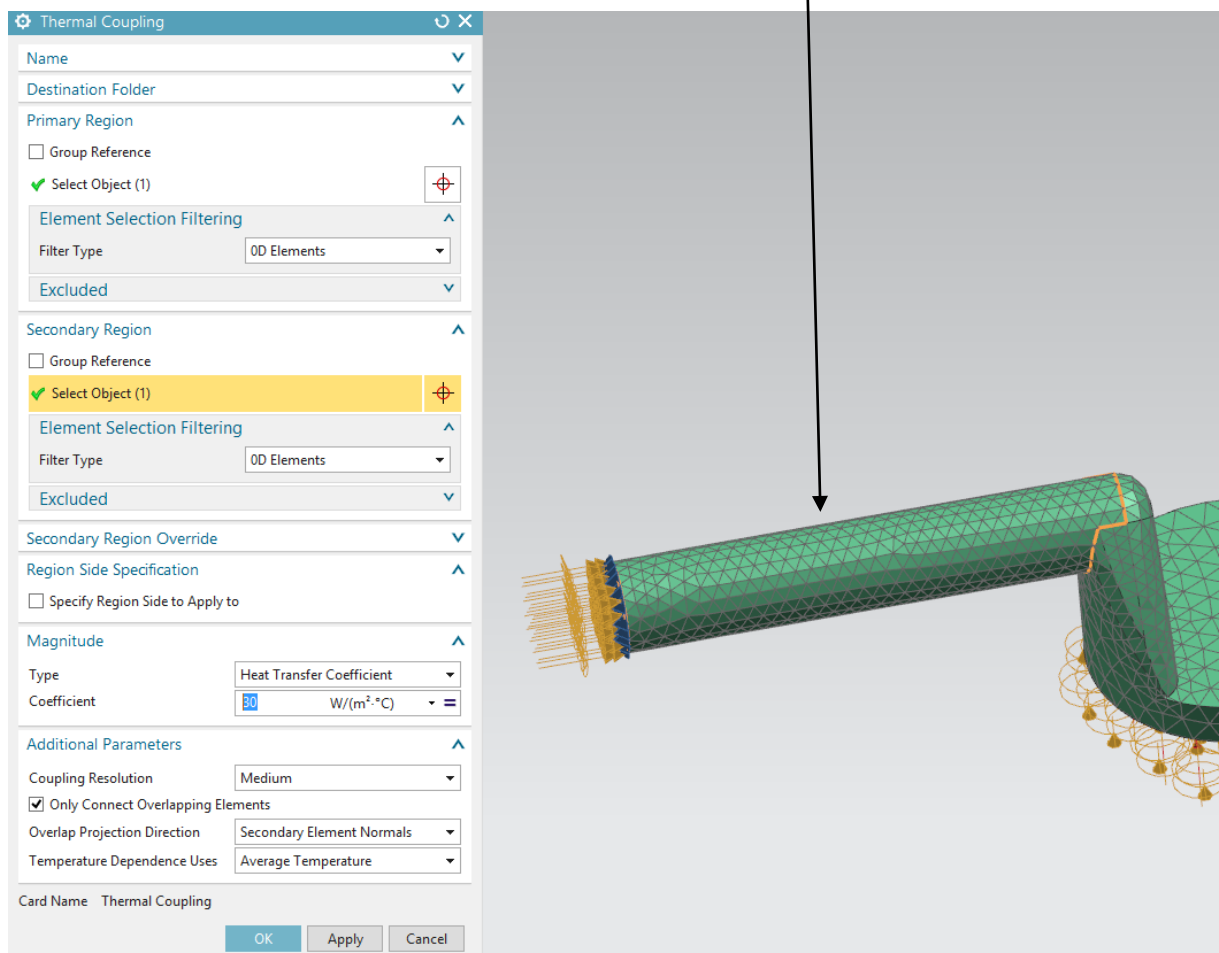 Thermal Coupling
Name
Destination Folder
Primary Region
Group Reference
Select Object (1)
Element Selection Filtering
Filter Type 0D Elements
Excluded
Secondary Region
Group Reference
Select Object (1)
Element Selection Filtering
Filter Type 0D Elements
Excluded
Secondary Region Override
Region Side Specification
Specify Region Side to Apply to
Magnitude
Type Heat Transfer Coefficient
Coefficient 30 W/(m²·°C) =
Additional Parameters
Coupling Resolution Medium
Only Connect Overlapping Elements
Overlap Projection Direction Secondary Element Normals
Temperature Dependence Uses Average Temperature
Card Name Thermal Coupling
OK Apply Cancel